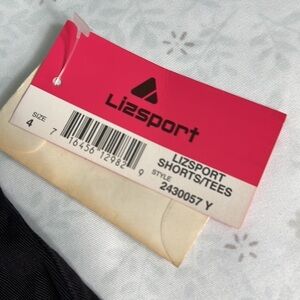 Lizsport
SIZE
4
7 16456 12982 9
LIZSPORT
SHORTS/TEES
STYLE
2430057 Y